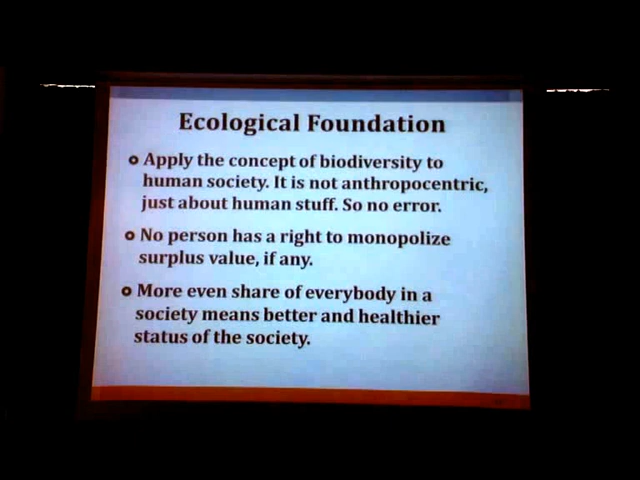 Ecological Foundation
Apply the concept of biodiversity to
human society. It is not anthropocentric,
just about human stuff. So no error.
No person has a right to monopolize
surplus value, if any.
More even share of everybody in a
society means better and healthier
status of the society.